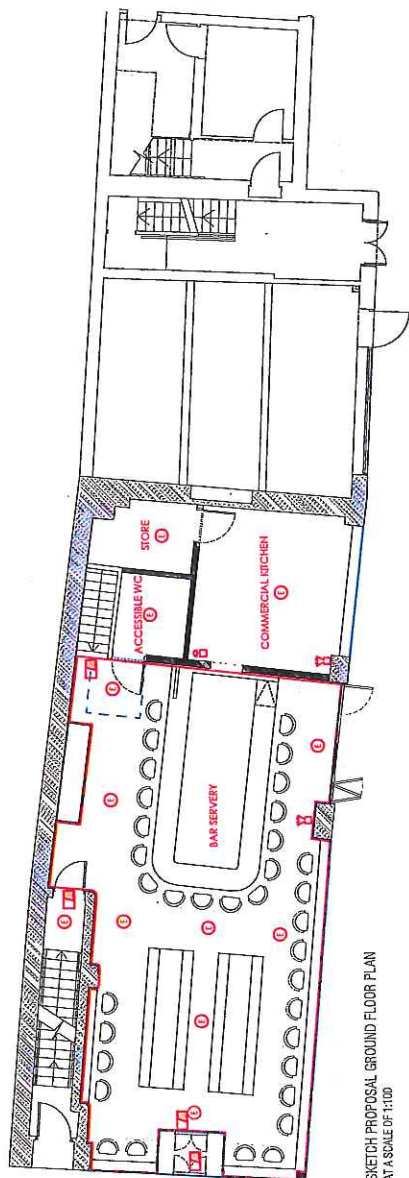 STORE
E
ACCESSIBLE WC
E
COMMERCIAL KITCHEN
E
E
E
BAR SERVERY
E
E
E
E
E
E
E
E
SKETCH PROPOSAL GROUND FLOOR PLAN
AT A SCALE OF 1:100